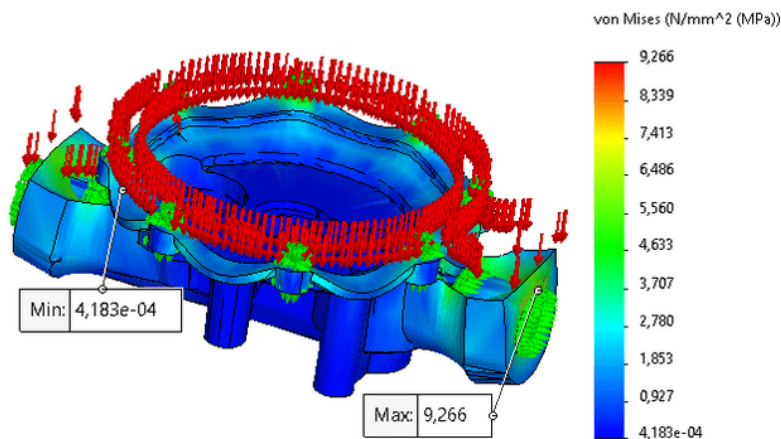 von Mises (N/mm^2 (MPa))
9,266
8,339
7,413
6,486
5,560
4,633
3,707
2,780
1,853
0,927
4,183e-04
Min: 4,183e-04
Max: 9,266